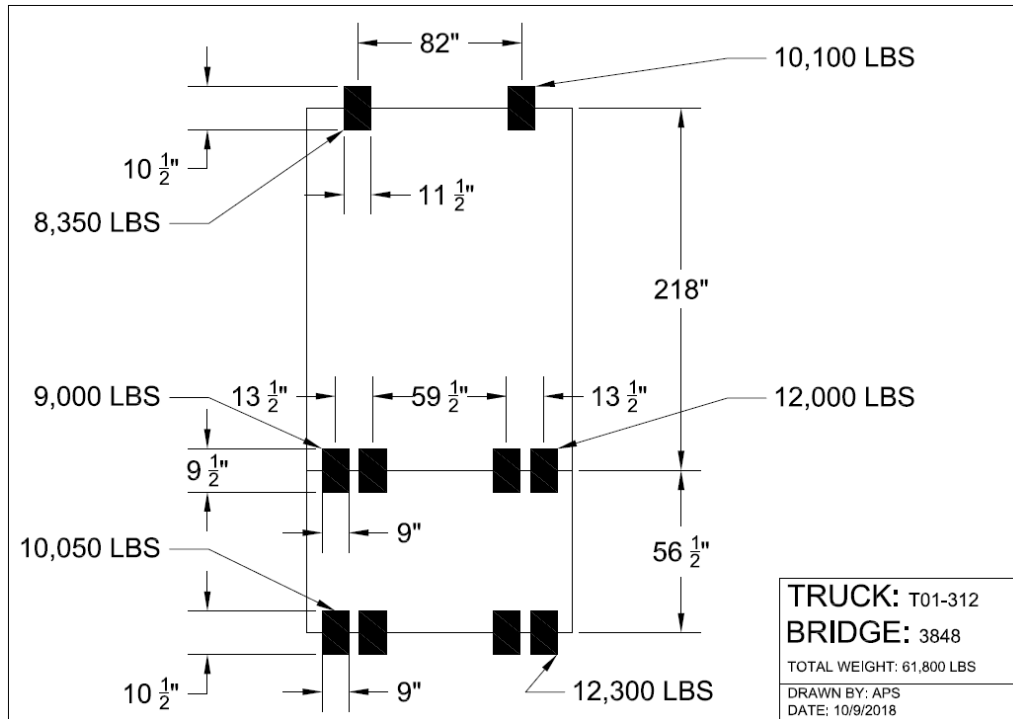 82"
10,100 LBS
10 1/2"
11 1/2"
8,350 LBS
218"
9,000 LBS
13 1/2"
59 1/2"
13 1/2"
12,000 LBS
9 1/2"
9"
10,050 LBS
56 1/2"
10 1/2"
9"
12,300 LBS
TRUCK: T01-312
BRIDGE: 3848
TOTAL WEIGHT: 61,800 LBS
DRAWN BY: APS
DATE: 10/9/2018